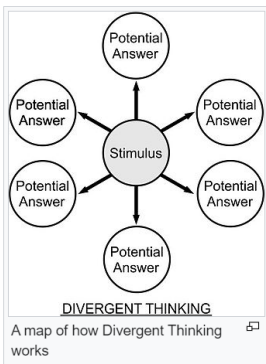 Potential
Answer
Potential
Answer
Potential
Answer
Stimulus
Potential
Answer
Potential
Answer
Potential
Answer
DIVERGENT THINKING
A map of how Divergent Thinking
works